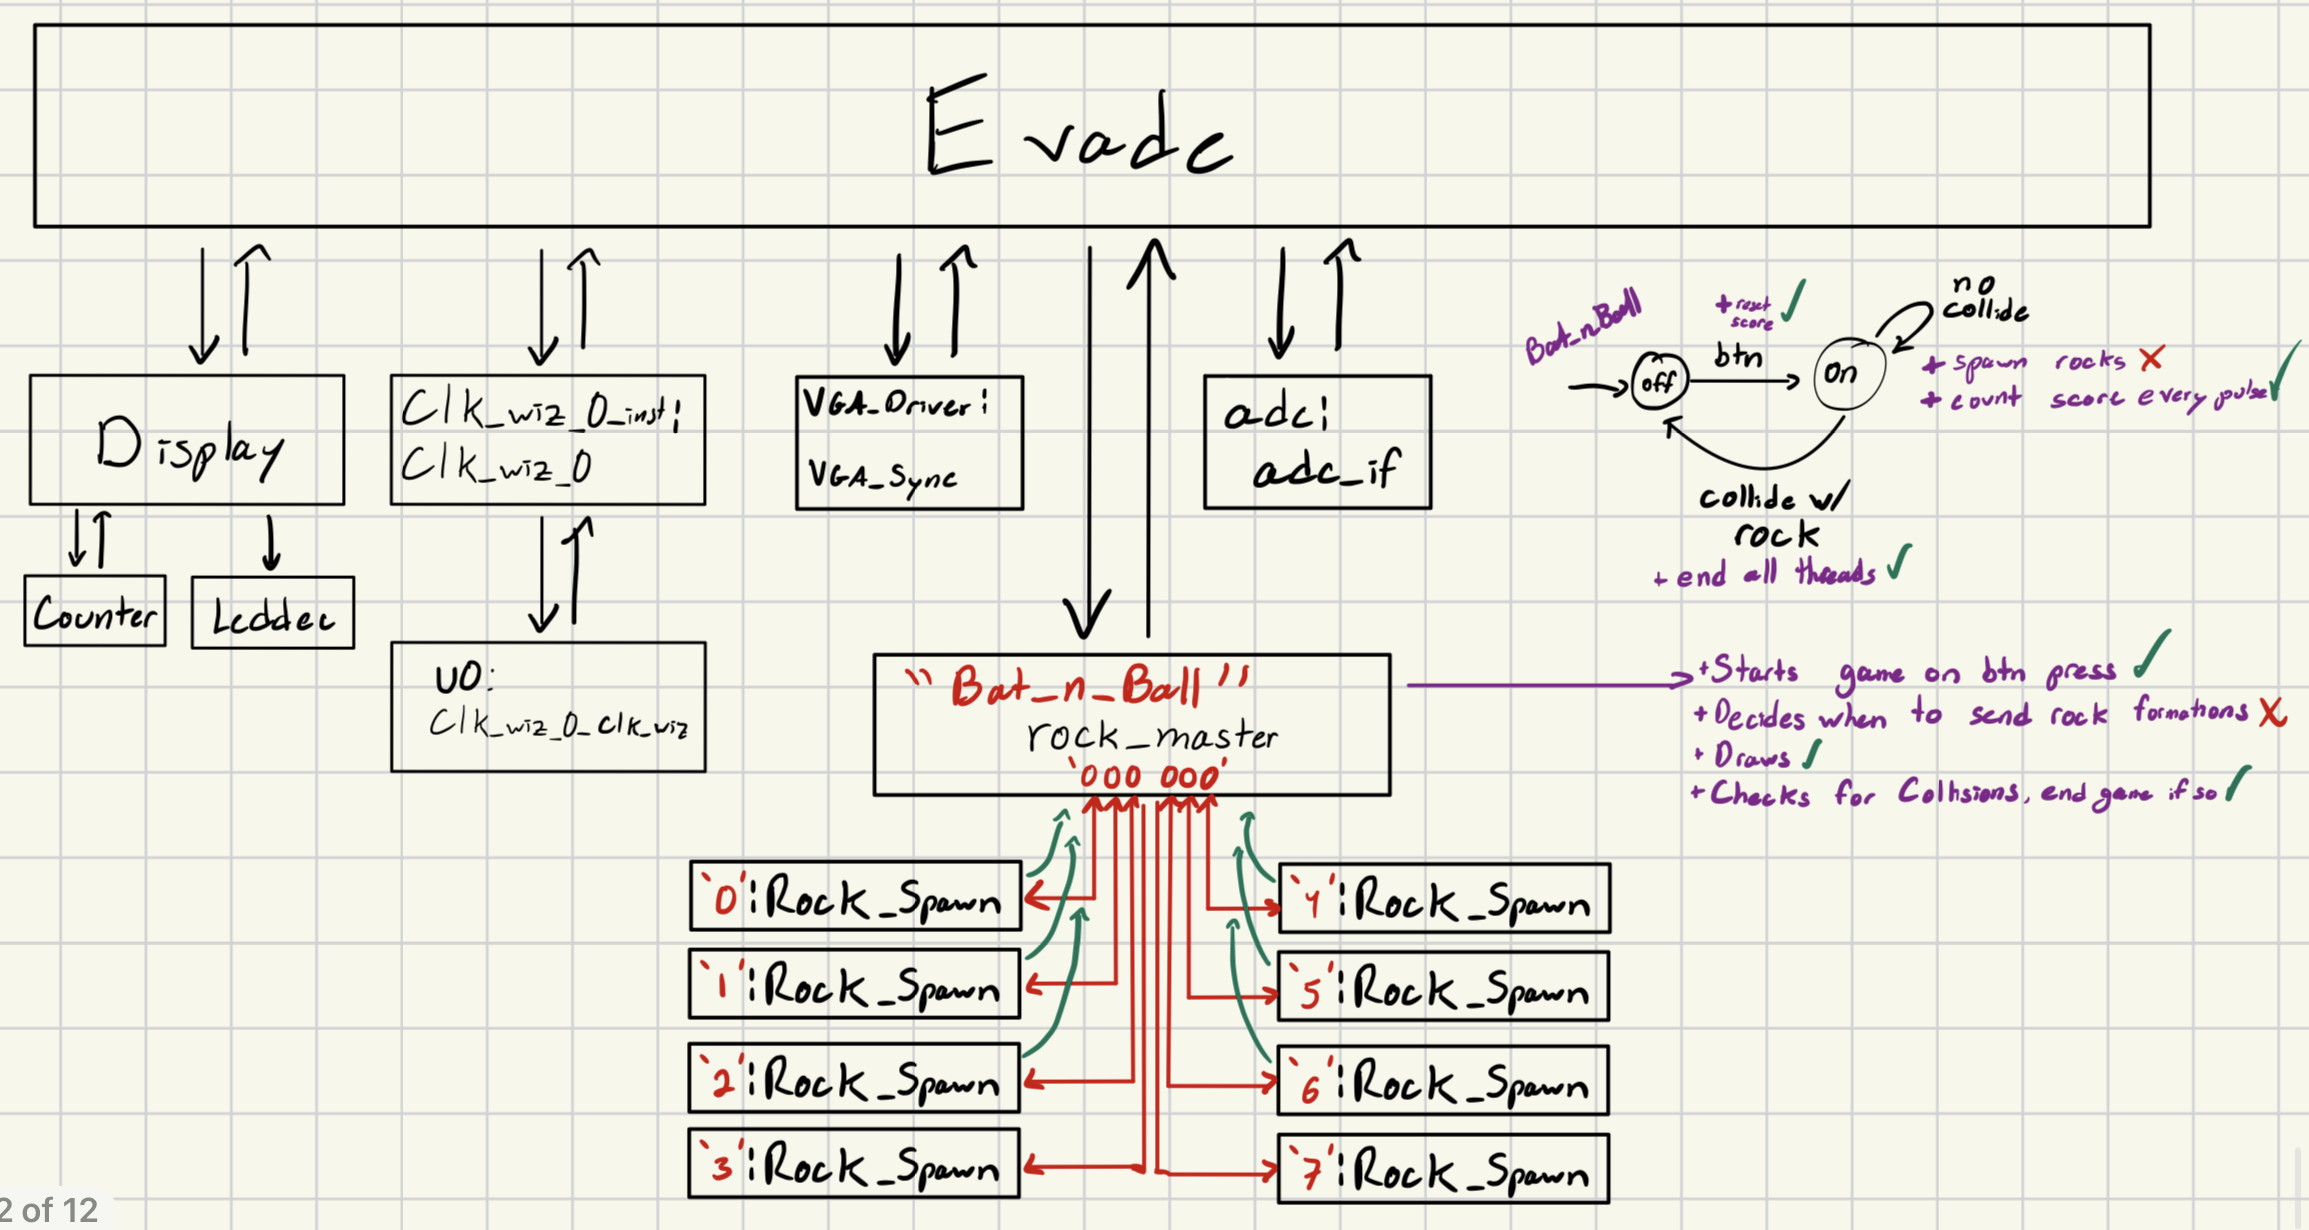 Evade
Display
Clk_wiz_0_inst:
Clk_wiz_0
VGA_Driver:
VGA_Sync
adc:
adc_if
Counter
Leddec
U0:
Clk_wiz_0_Clk_wiz
"Bat_n_Ball"
rock_master
'000 000'
'0':Rock_Spawn
'1':Rock_Spawn
'2':Rock_Spawn
'3':Rock_Spawn
'4':Rock_Spawn
'5':Rock_Spawn
'6':Rock_Spawn
'7':Rock_Spawn
Bat_n_Ball
+ reset
score ✓
btn
off
On
no
collide
+ spawn rocks X
+ count score every pulse ✓
collide w/
rock
+ end all threads ✓
+Starts game on btn press ✓
+Decides when to send rock formations X
+ Draws ✓
+Checks for Collisions, end game if so ✓
2 of 12